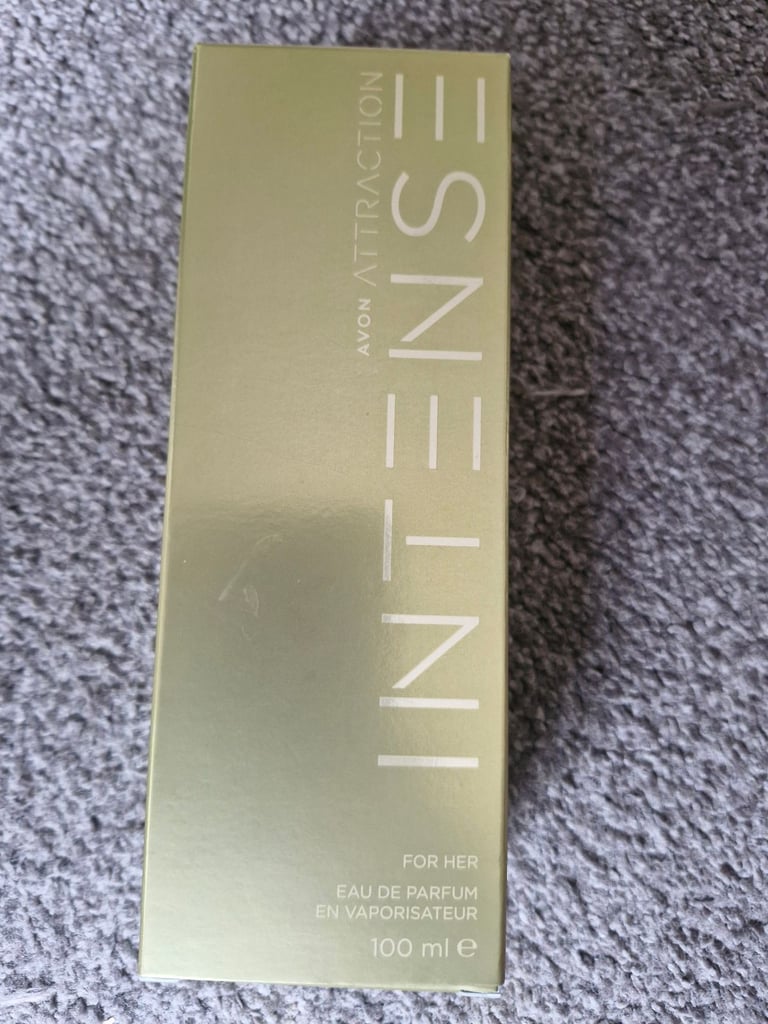 AVON ATTRACTION
INTENSE
FOR HER
EAU DE PARFUM
EN VAPORISATEUR
100 ml ℮